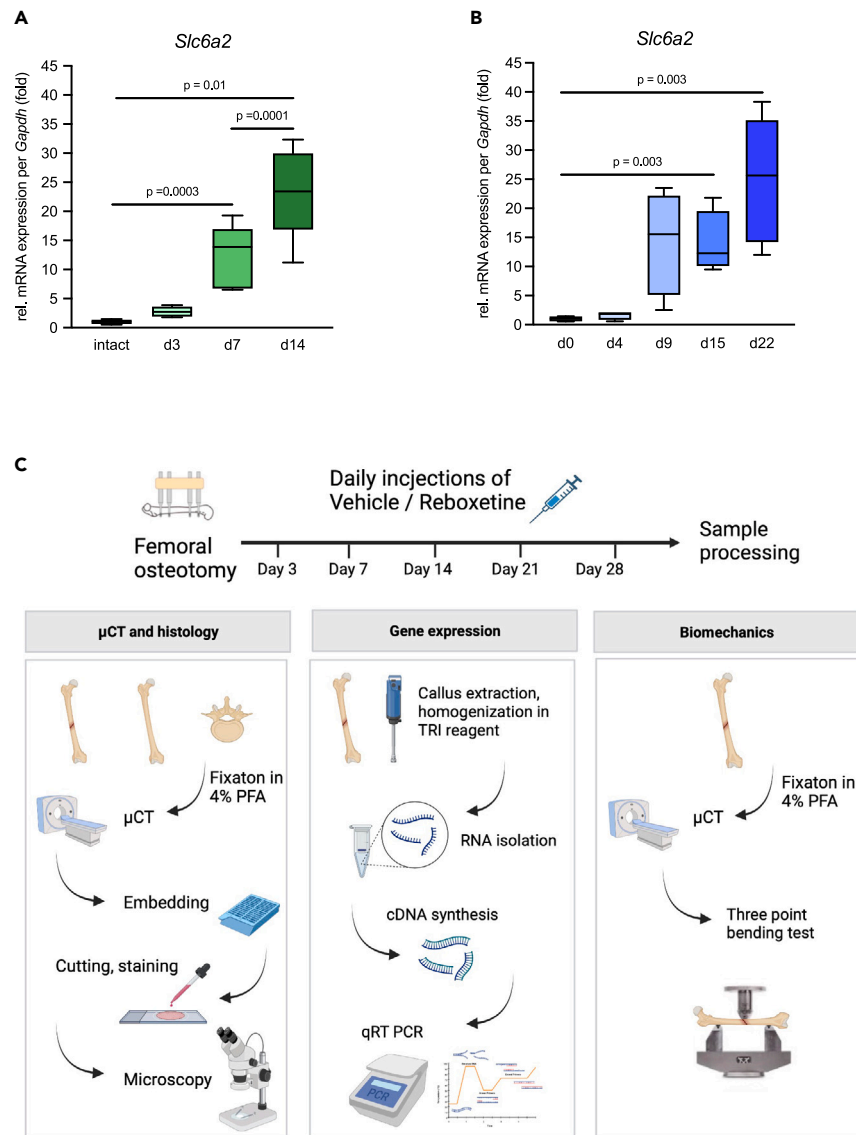 A
Slc6a2
rel. mRNA expression per Gapdh (fold)
45
40
35
30
25
20
15
10
5
0
p = 0.01
p =0.0001
p =0.0003
intact d3 d7 d14
B
Slc6a2
rel. mRNA expression per Gapdh (fold)
45
40
35
30
25
20
15
10
5
0
p = 0.003
p = 0.003
d0 d4 d9 d15 d22
C
Daily incjections of
Vehicle / Reboxetine
Femoral
osteotomy
Day 3 Day 7 Day 14 Day 21 Day 28
Sample
processing
µCT and histology
Fixaton in
4% PFA
µCT
Embedding
Cutting, staining
Microscopy
Gene expression
Callus extraction,
homogenization in
TRI reagent
RNA isolation
cDNA synthesis
qRT PCR
PCR
Biomechanics
Fixaton in
4% PFA
µCT
Three point
bending test